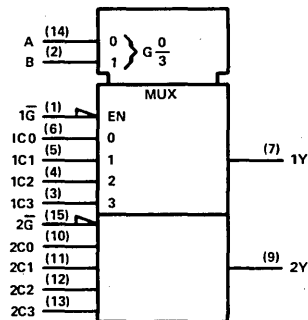 A (14) 0 } G 0/3
B (2) 1
MUX
1G̅ (1) EN
IC0 (6) 0
1C1 (5) 1 (7) 1Y
1C2 (4) 2
1C3 (3) 3
2G̅ (15)
2C0 (10)
2C1 (11) (9) 2Y
2C2 (12)
2C3 (13)